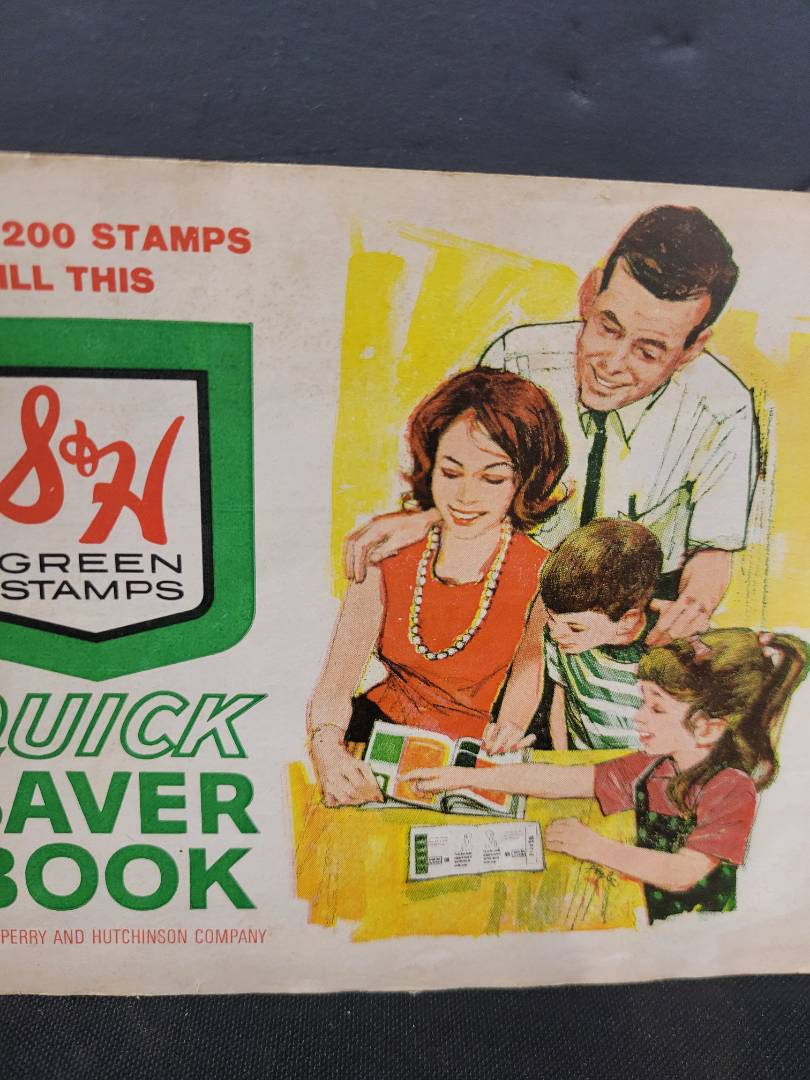 200 STAMPS
ILL THIS
S&H
GREEN
STAMPS
QUICK
SAVER
BOOK
PERRY AND HUTCHINSON COMPANY